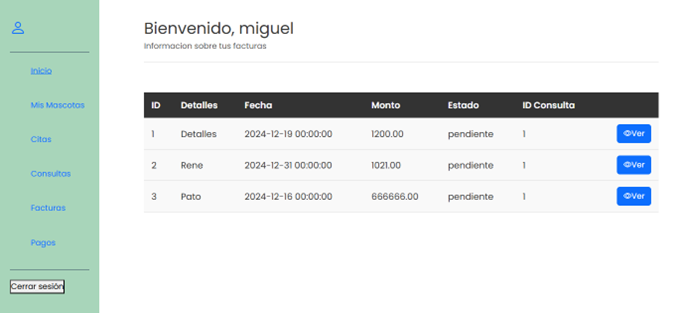 Inicio
Mis Mascotas
Citas
Consultas
Facturas
Pagos
Cerrar sesión
Bienvenido, miguel
Informacion sobre tus facturas
ID Detalles Fecha Monto Estado ID Consulta
1 Detalles 2024-12-19 00:00:00 1200.00 pendiente 1 Ver
2 Rene 2024-12-31 00:00:00 1021.00 pendiente 1 Ver
3 Pato 2024-12-16 00:00:00 666666.00 pendiente 1 Ver